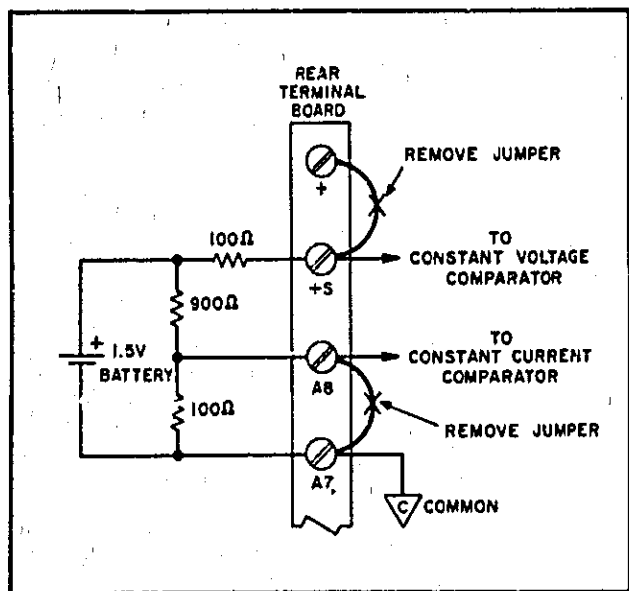 REAR
TERMINAL
BOARD
REMOVE JUMPER
+
TO
CONSTANT VOLTAGE
COMPARATOR
100Ω
+S
900Ω
+ 1.5V
BATTERY
TO
CONSTANT CURRENT
COMPARATOR
A8
100Ω
REMOVE JUMPER
A7
C COMMON